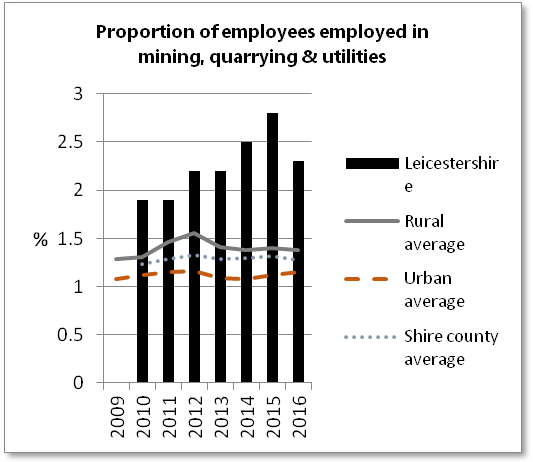 Proportion of employees employed in
mining, quarrying & utilities
3
2.5
2
1.5
1
0.5
0
%
2009
2010
2011
2012
2013
2014
2015
2016
Leicestershir
e
Rural
average
Urban
average
Shire county
average